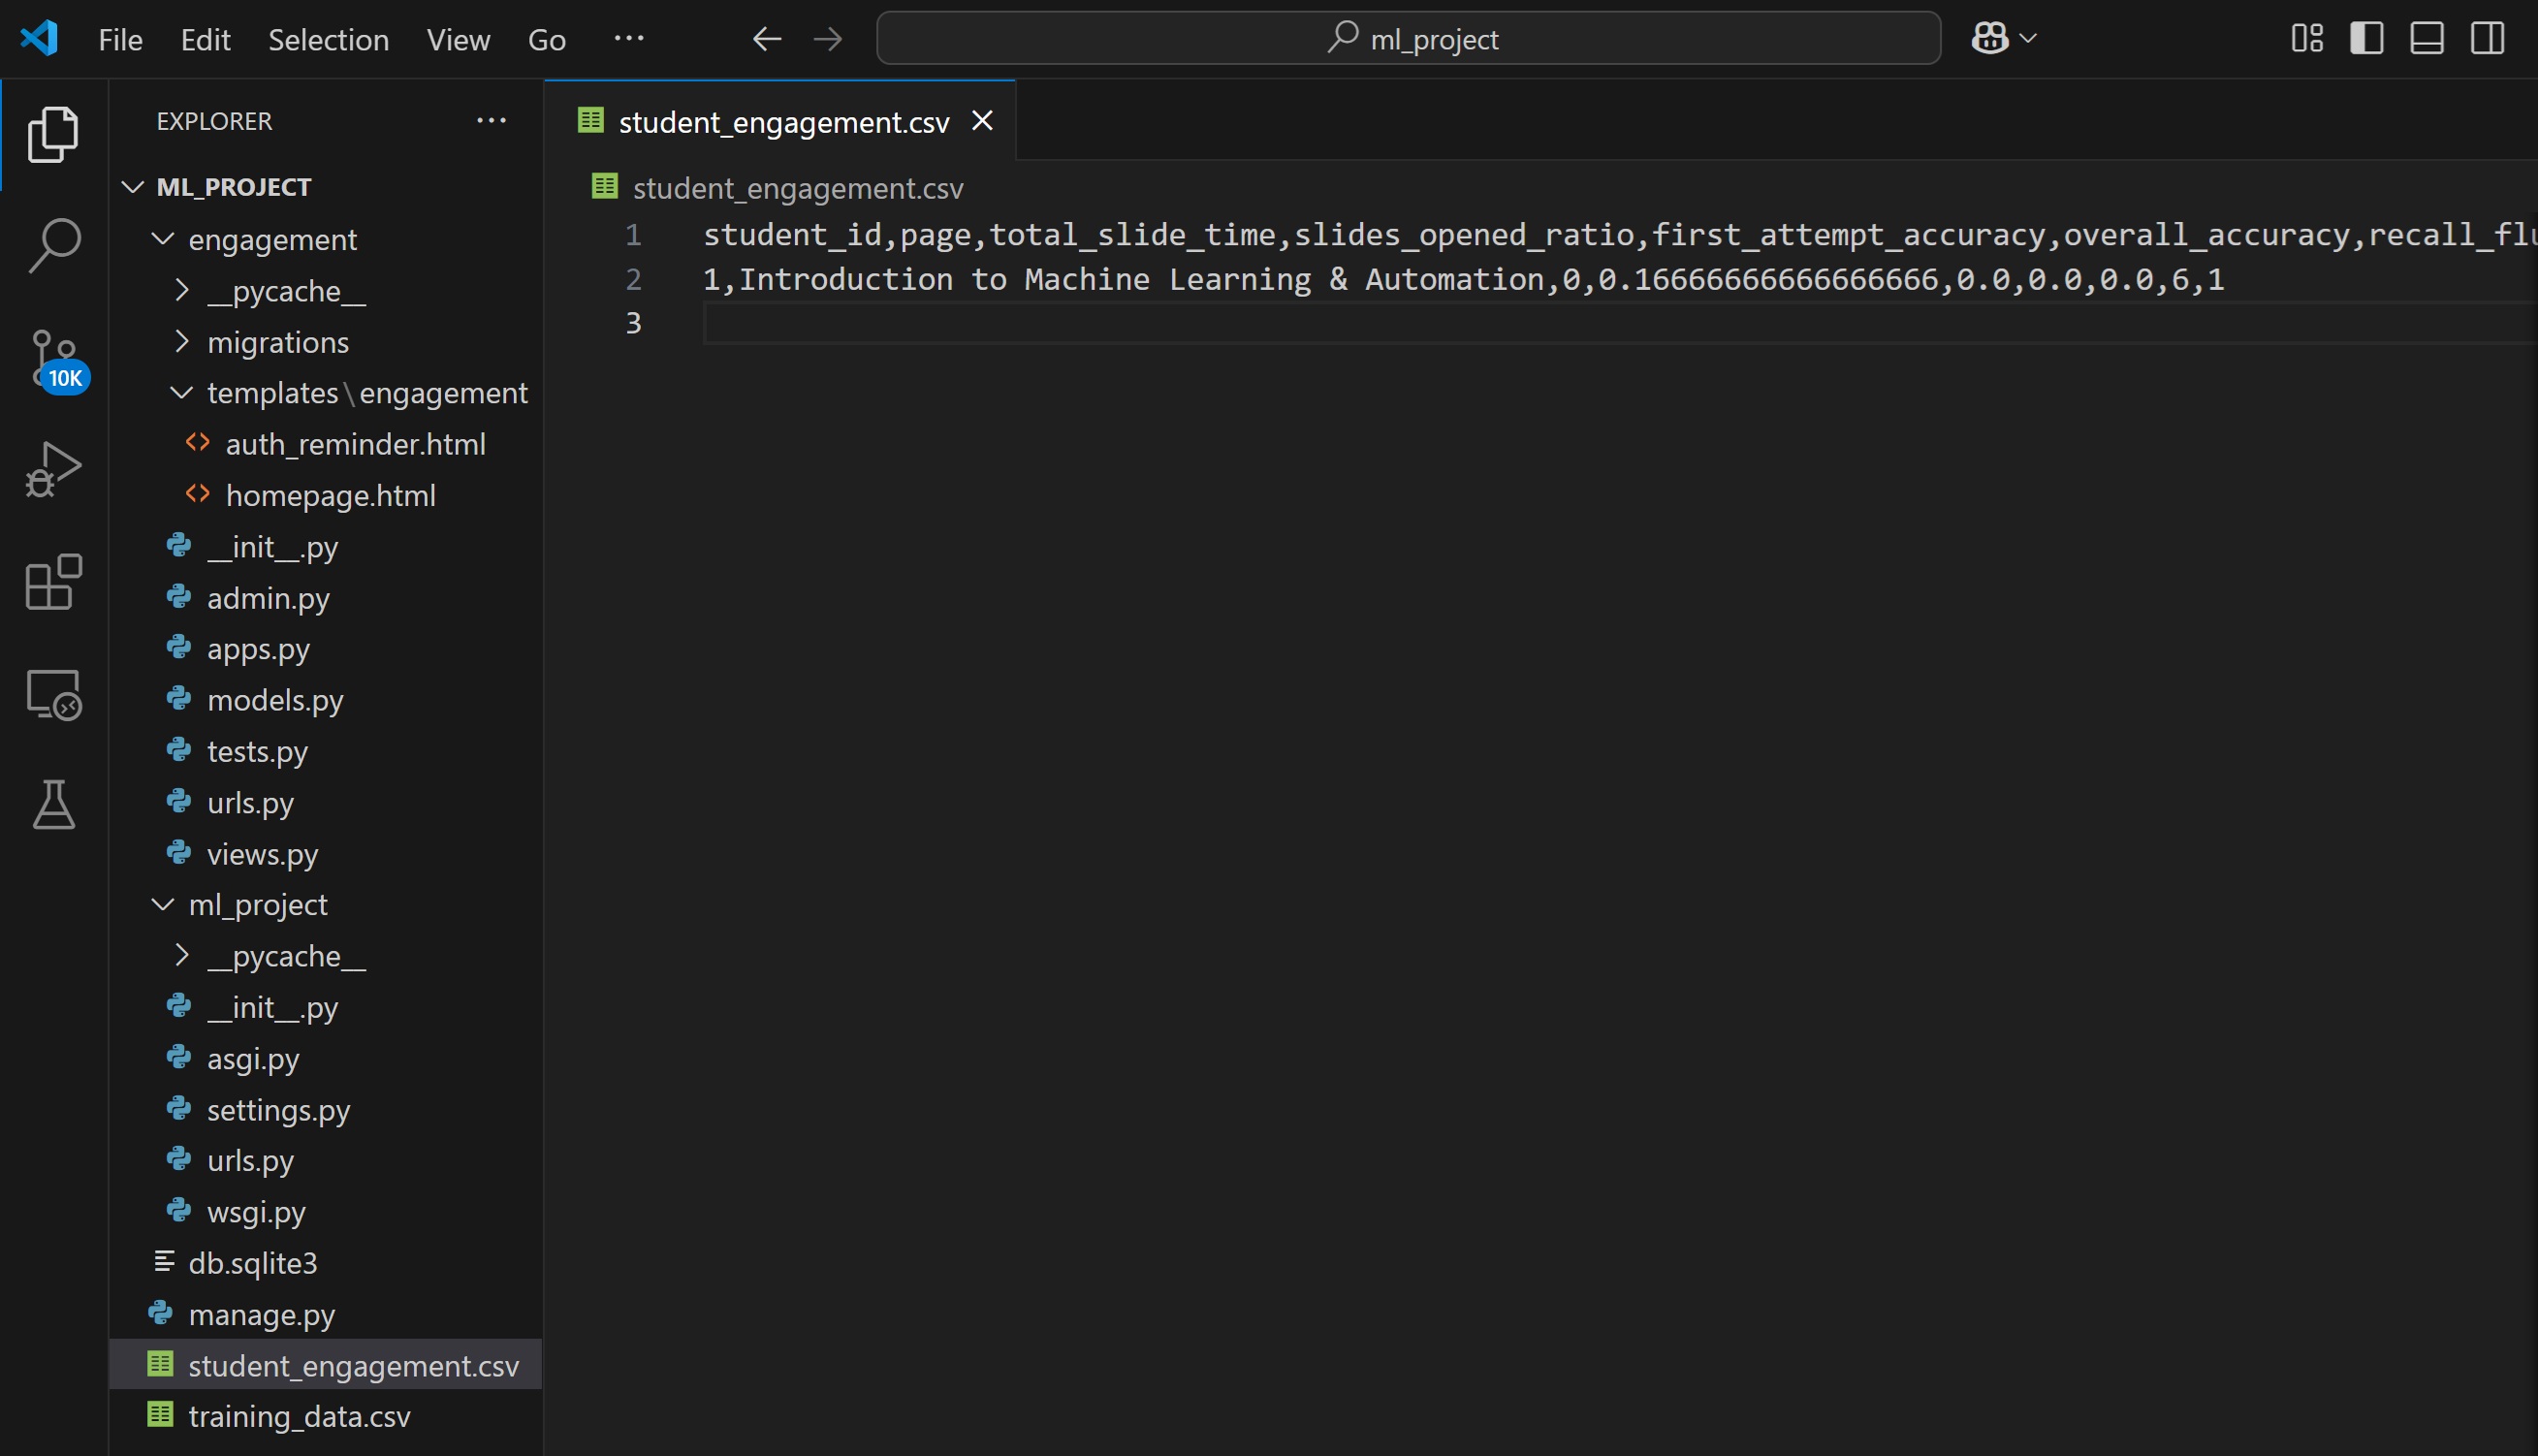 File Edit Selection View Go ··· ml_project
EXPLORER ···
ML_PROJECT
engagement
__pycache__
migrations
templates\engagement
auth_reminder.html
homepage.html
__init__.py
admin.py
apps.py
models.py
tests.py
urls.py
views.py
ml_project
__pycache__
__init__.py
asgi.py
settings.py
urls.py
wsgi.py
db.sqlite3
manage.py
student_engagement.csv
training_data.csv
10K
student_engagement.csv
student_engagement.csv
1 student_id,page,total_slide_time,slides_opened_ratio,first_attempt_accuracy,overall_accuracy,recall_flu
2 1,Introduction to Machine Learning & Automation,0,0.16666666666666666,0.0,0.0,0.0,6,1
3